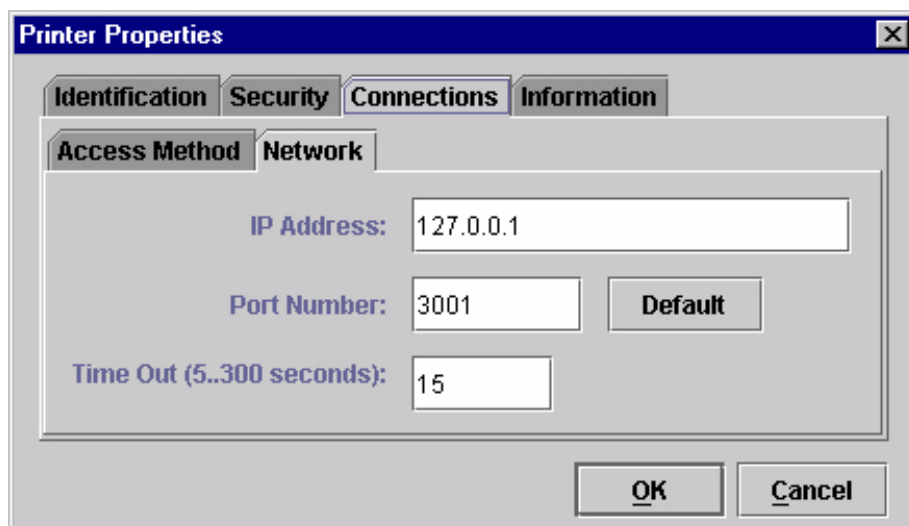 Printer Properties
Identification Security Connections Information
Access Method Network
IP Address: 127.0.0.1
Port Number: 3001 Default
Time Out (5..300 seconds): 15
OK Cancel